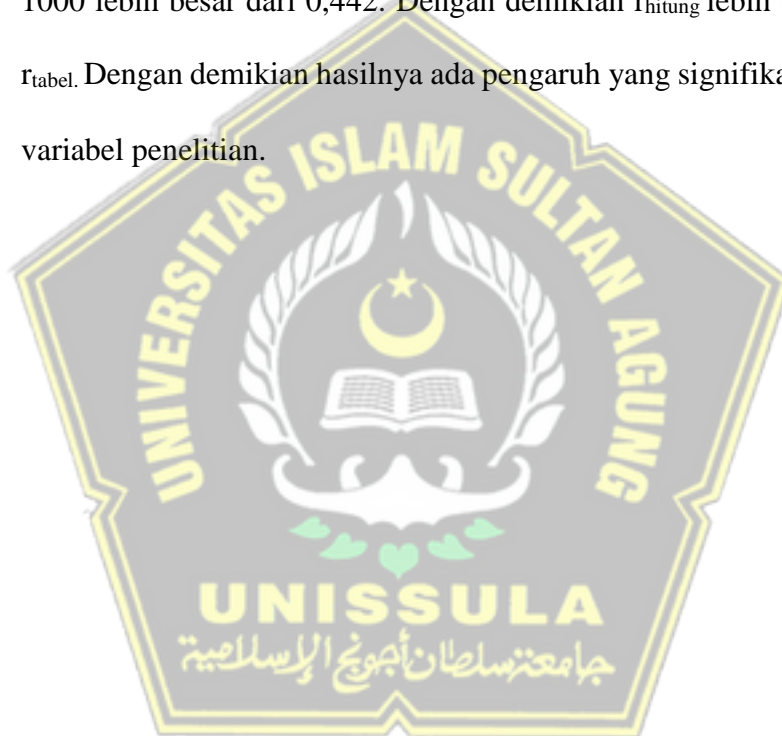 1000 lebih besar dari 0,442. Dengan demikian rhitung lebih
rtabel. Dengan demikian hasilnya ada pengaruh yang signifika
variabel penelitian.
UNIVERSITAS ISLAM SULTAN AGUNG
UNISSULA
جامعة سلطان أجونج الإسلامية